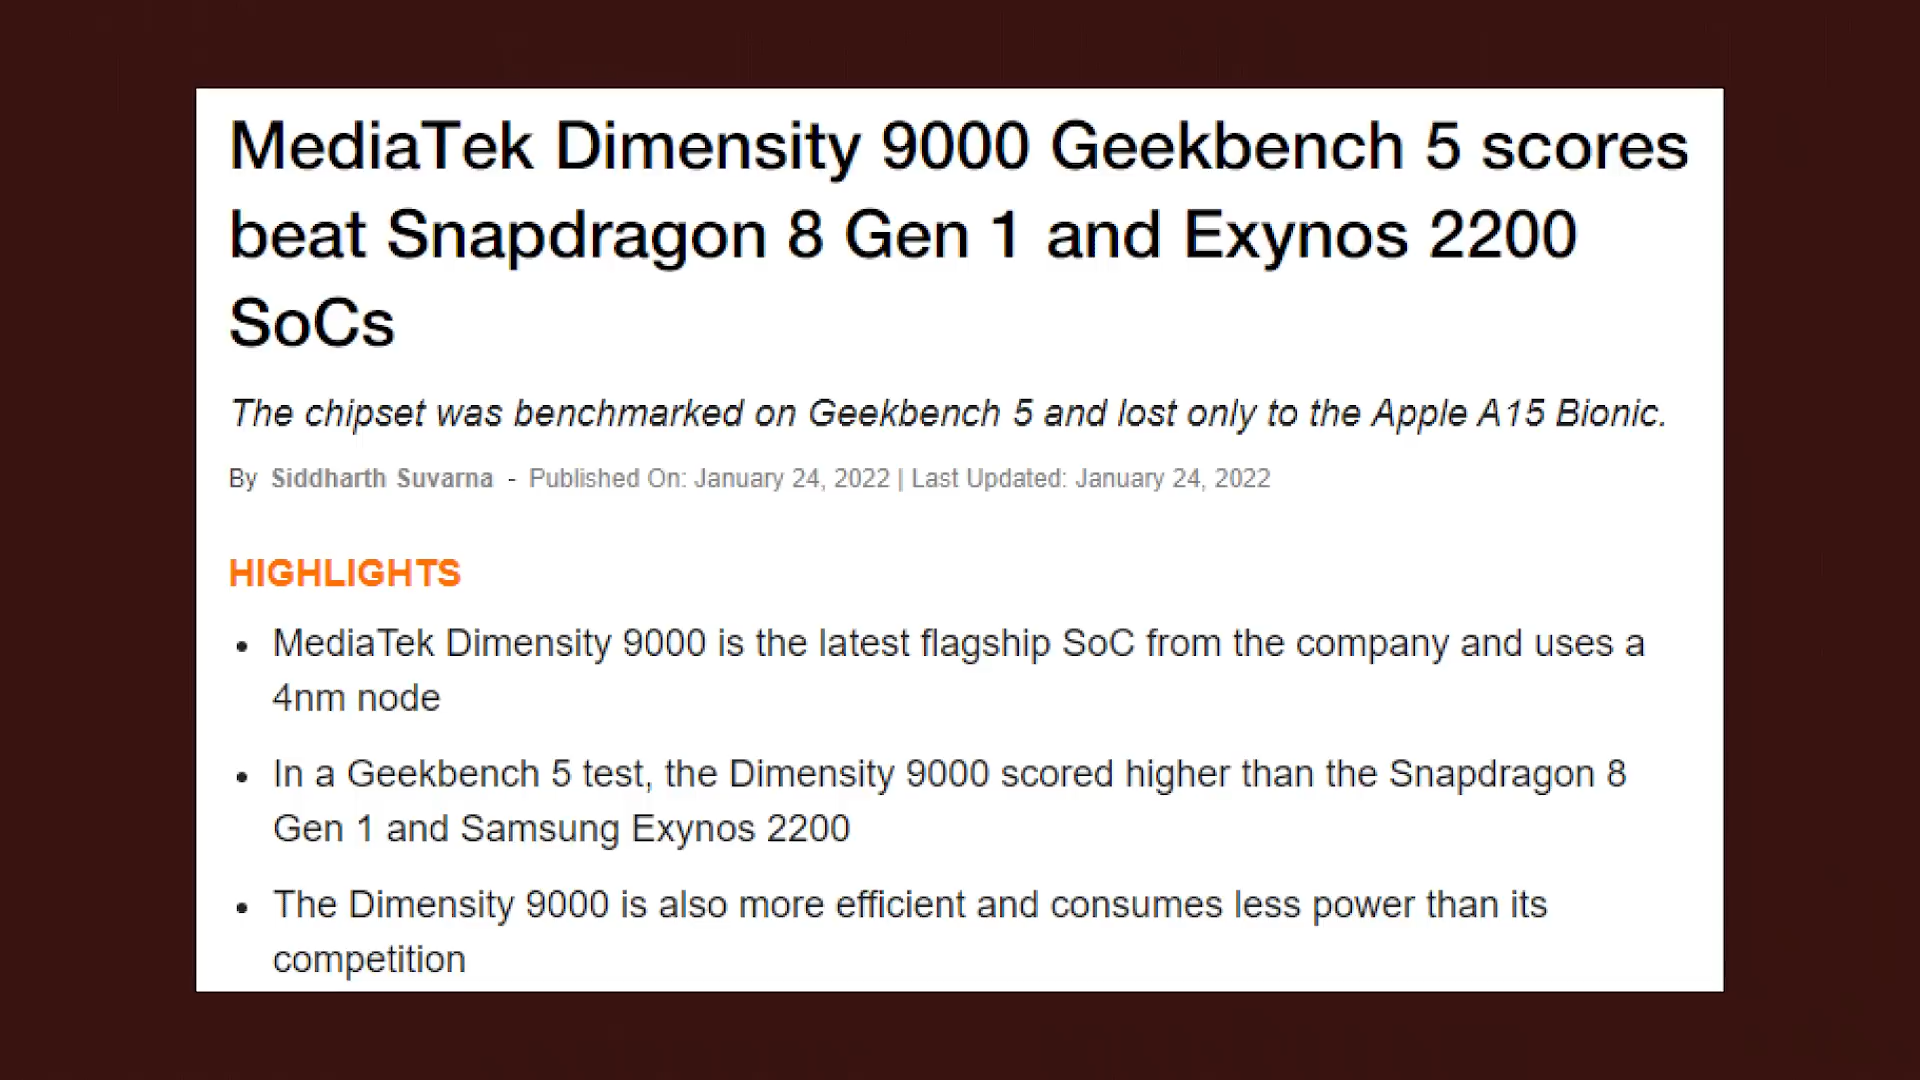 MediaTek Dimensity 9000 Geekbench 5 scores
beat Snapdragon 8 Gen 1 and Exynos 2200
SoCs
The chipset was benchmarked on Geekbench 5 and lost only to the Apple A15 Bionic.
By Siddharth Suvarna - Published On: January 24, 2022 | Last Updated: January 24, 2022
HIGHLIGHTS
• MediaTek Dimensity 9000 is the latest flagship SoC from the company and uses a
4nm node
• In a Geekbench 5 test, the Dimensity 9000 scored higher than the Snapdragon 8
Gen 1 and Samsung Exynos 2200
• The Dimensity 9000 is also more efficient and consumes less power than its
competition